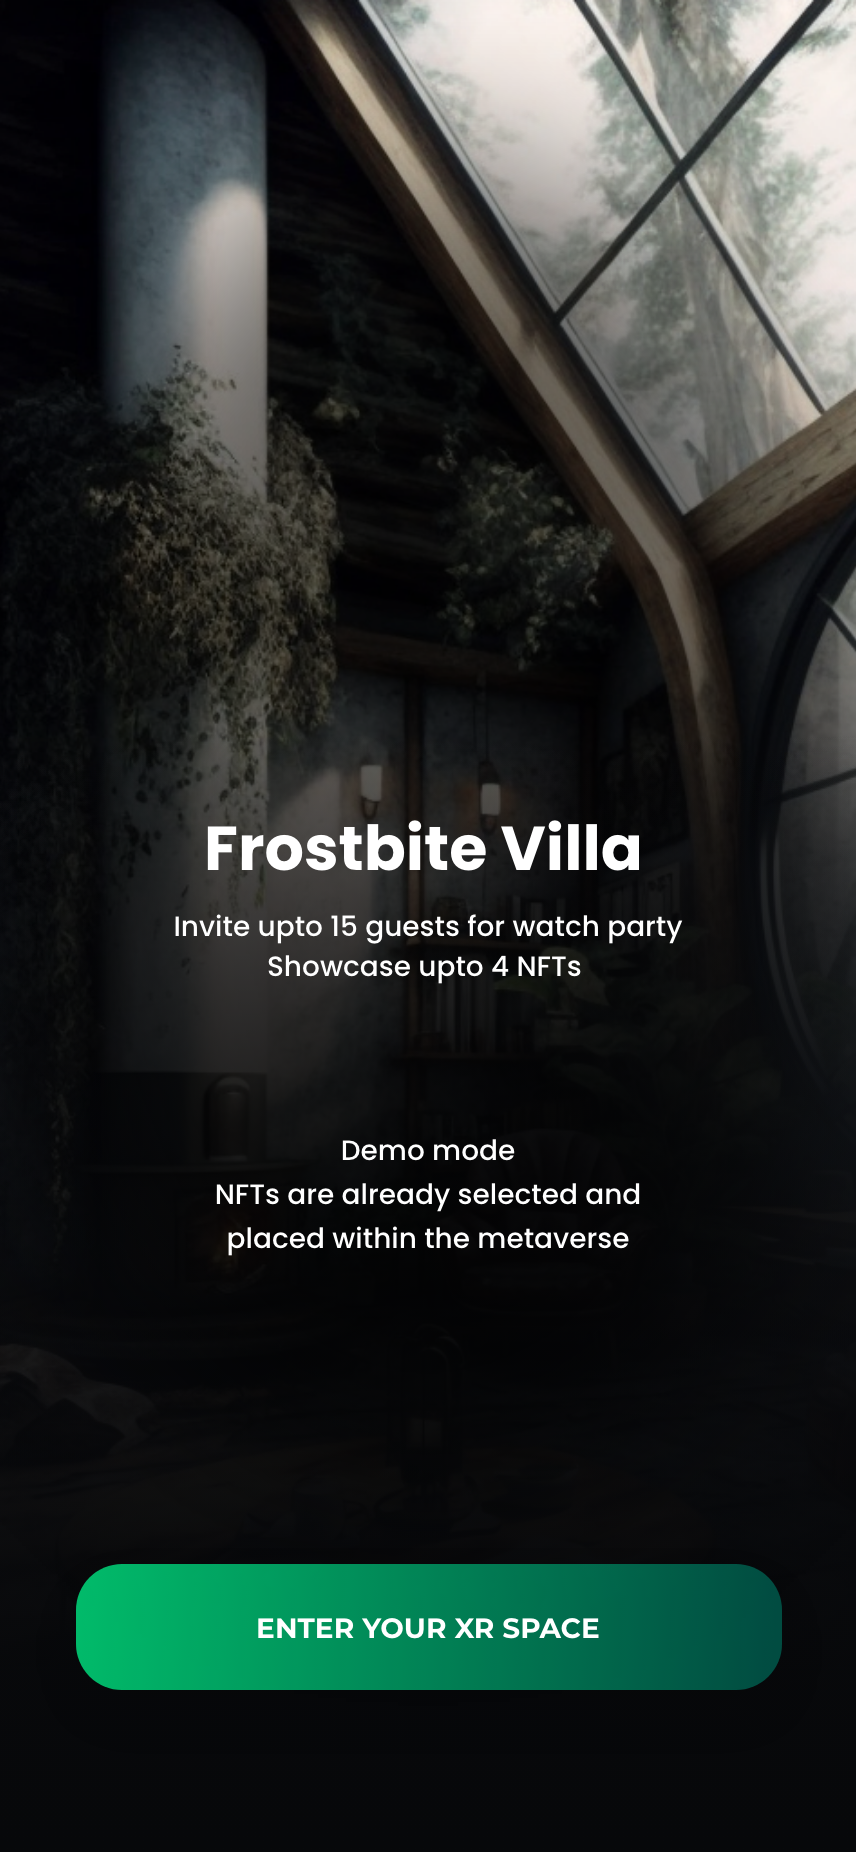 Frostbite Villa
Invite upto 15 guests for watch party
Showcase upto 4 NFTs
Demo mode
NFTs are already selected and
placed within the metaverse
ENTER YOUR XR SPACE